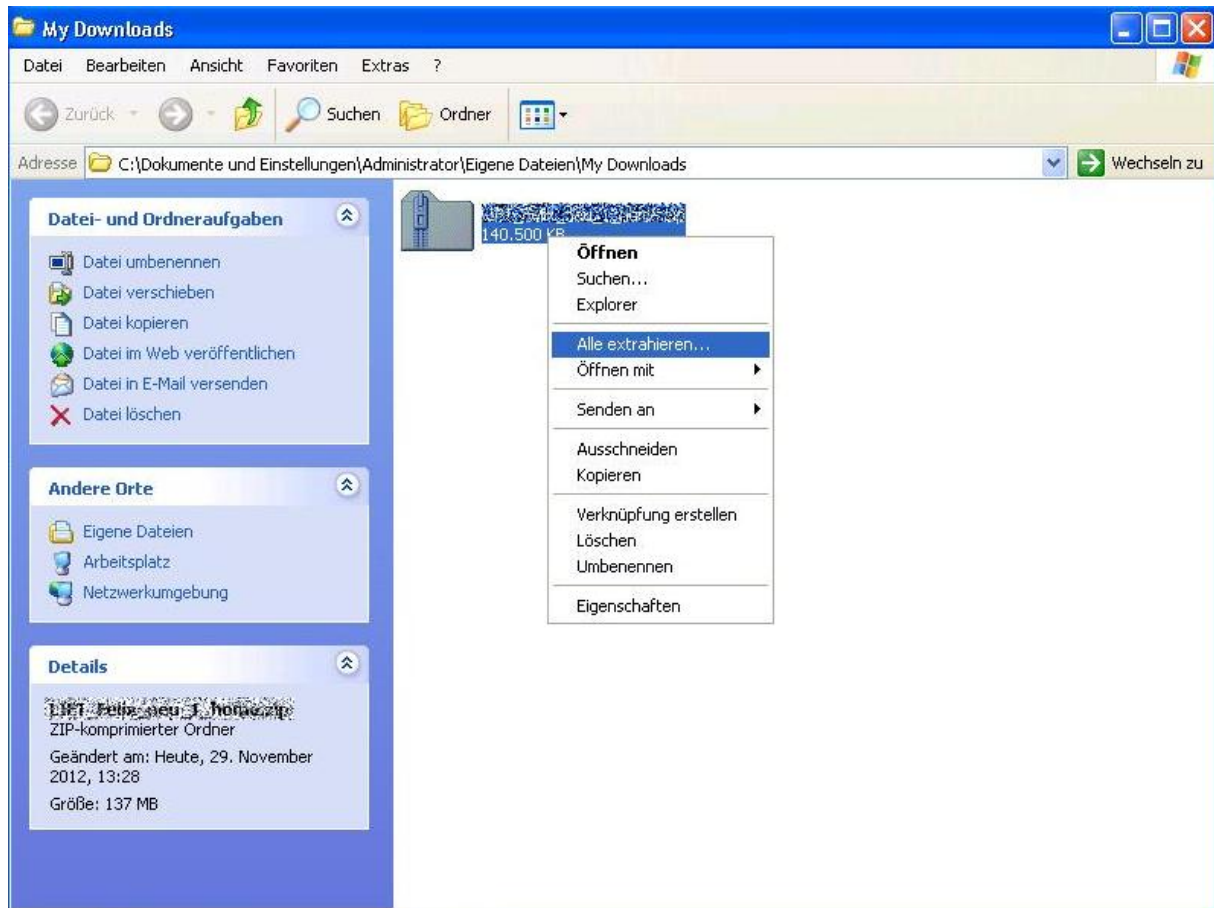 My Downloads
Datei Bearbeiten Ansicht Favoriten Extras ?
Zurück Suchen Ordner
Adresse C:\Dokumente und Einstellungen\Administrator\Eigene Dateien\My Downloads Wechseln zu
Datei- und Ordneraufgaben
Datei umbenennen
Datei verschieben
Datei kopieren
Datei im Web veröffentlichen
Datei in E-Mail versenden
Datei löschen
Andere Orte
Eigene Dateien
Arbeitsplatz
Netzwerkumgebung
Details
ZIP-komprimierter Ordner
Geändert am: Heute, 29. November
2012, 13:28
Größe: 137 MB
140.500 KB
Öffnen
Suchen...
Explorer
Alle extrahieren...
Öffnen mit
Senden an
Ausschneiden
Kopieren
Verknüpfung erstellen
Löschen
Umbenennen
Eigenschaften